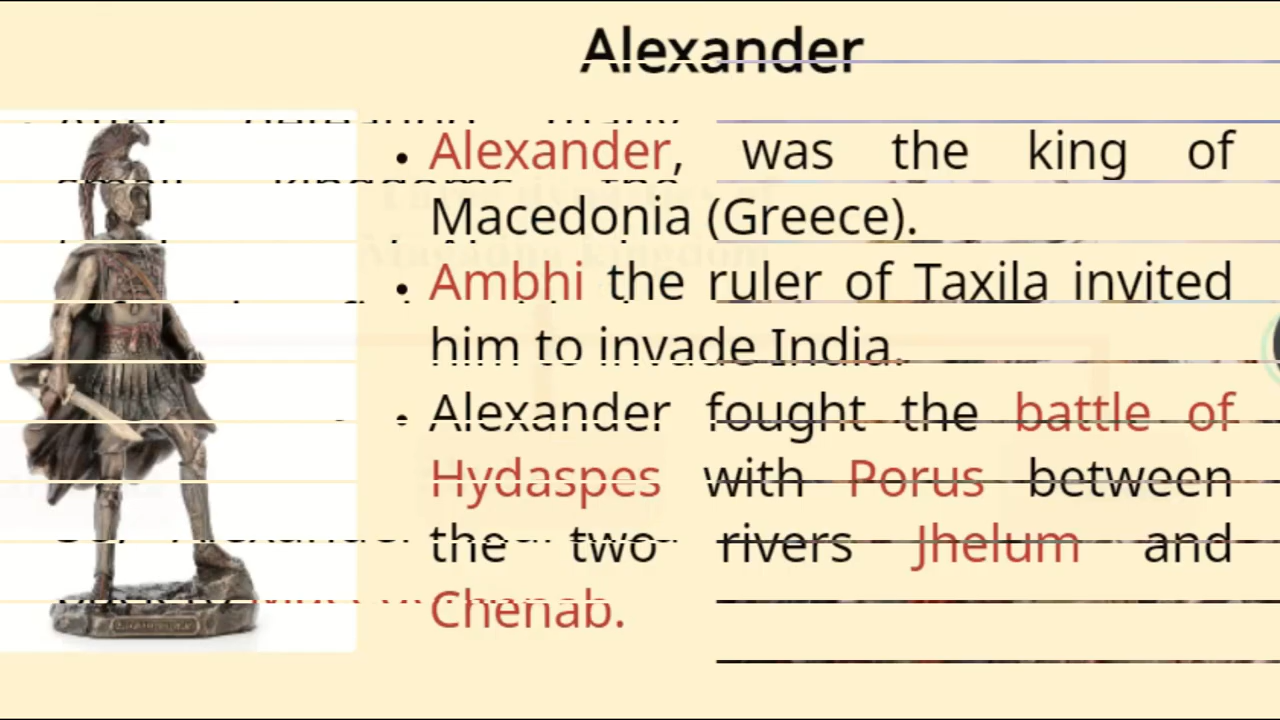 Alexander
• Alexander, was the king of
Macedonia (Greece).
• Ambhi the ruler of Taxila invited
him to invade India.
• Alexander fought the battle of
Hydaspes with Porus between
the two rivers Jhelum and
Chenab.